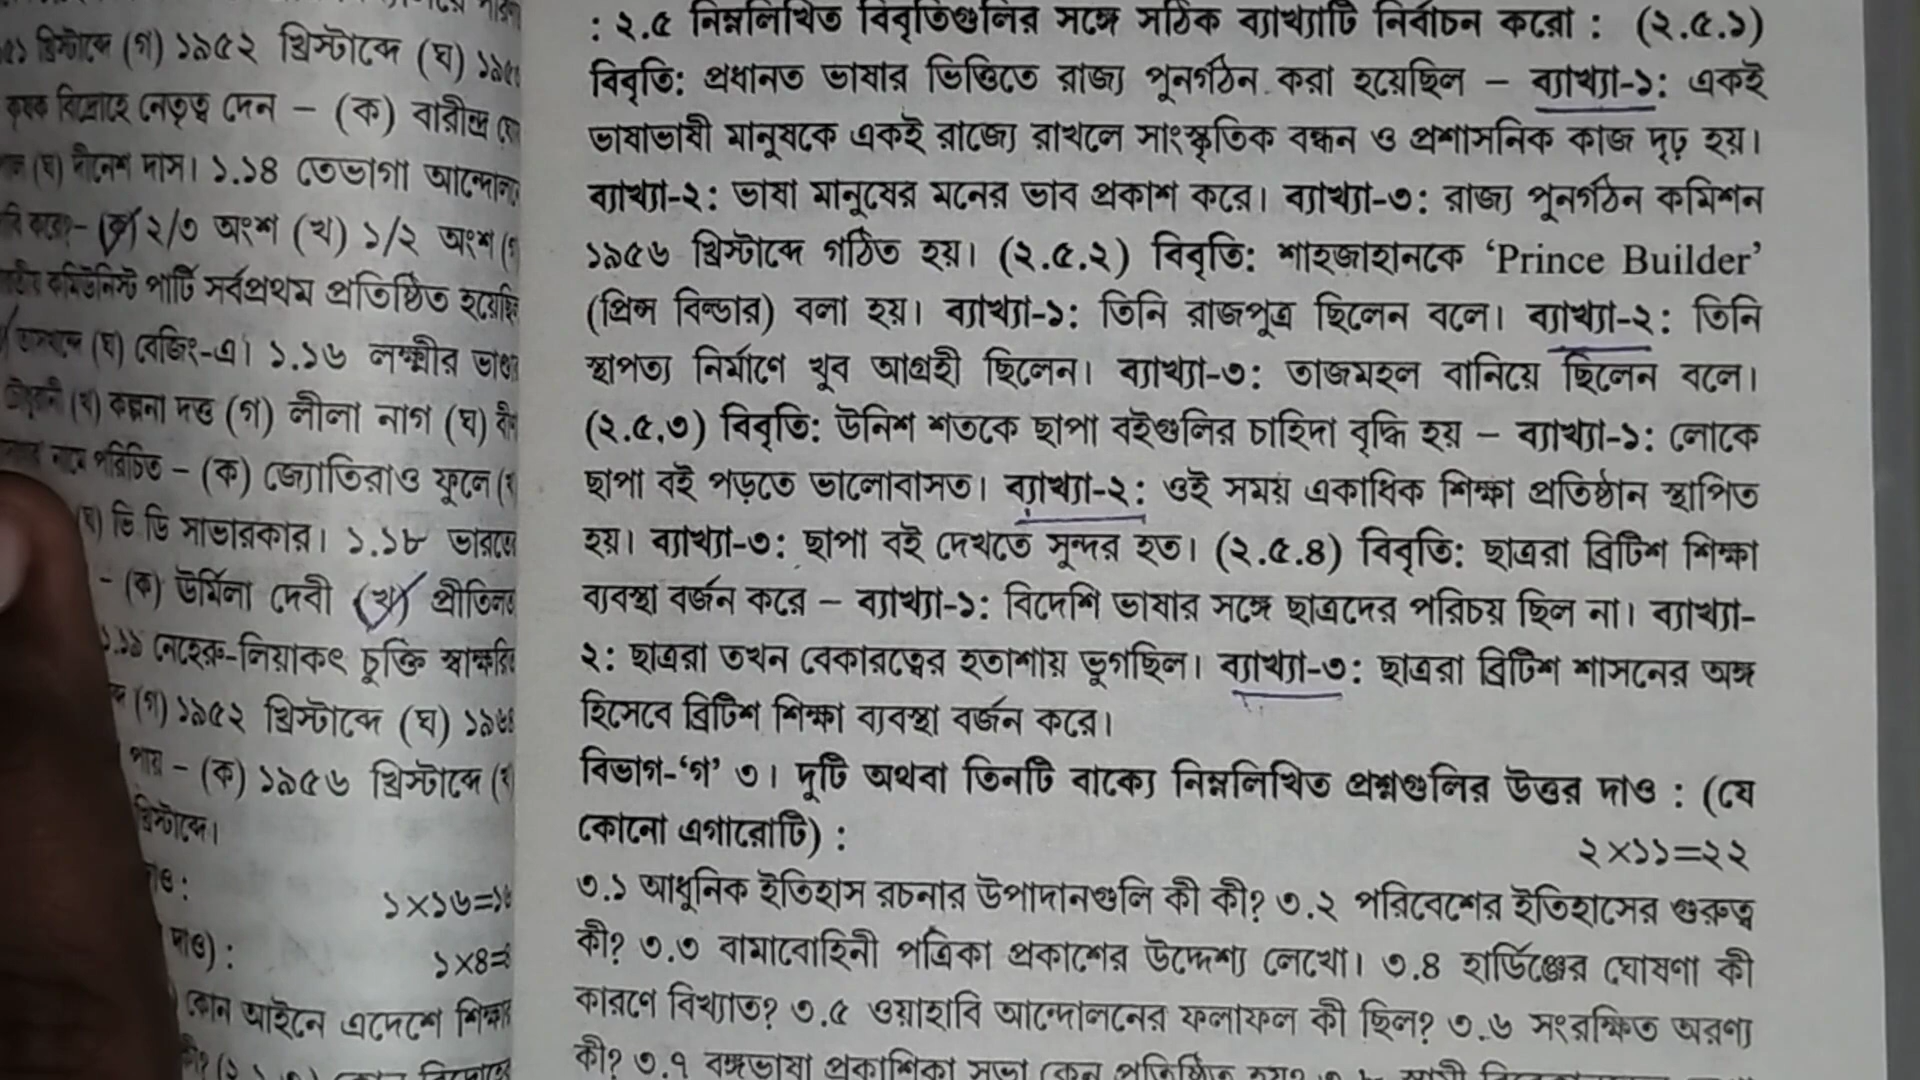 খ্রিস্টাব্দে (গ) ১৯৫২ খ্রিস্টাব্দে (ঘ)
কৃষক বিদ্রোহে নেতৃত্ব দেন – (ক) বারীন্দ্র
(ঘ) দীনেশ দাস। ১.১৪ তেভাগা
(ক) ২/৩ অংশ (খ) ১/২ অংশ
কমিউনিস্ট পার্টি সর্বপ্রথম প্রতিষ্ঠিত
(ঘ) বেজিং-এ। ১.১৬ লক্ষ্মীর
(খ) কল্পনা দত্ত (গ) লীলা নাগ (ঘ)
পরিচিত – (ক) জ্যোতিরাও ফুলে
ভি ডি সাভারকার। ১.১৮
– (ক) উর্মিলা দেবী (খ)
নেহেরু-লিয়াকৎ চুক্তি
(গ) ১৯৫২ খ্রিস্টাব্দে (ঘ)
– (ক) ১৯৫৬ খ্রিস্টাব্দে
খ্রিস্টাব্দে।
কোন আইনে এদেশে
: ২.৫ নিম্নলিখিত বিবৃতিগুলির সঙ্গে সঠিক ব্যাখ্যাটি নির্বাচন করো : (২.৫.১)
বিবৃতি: প্রধানত ভাষার ভিত্তিতে রাজ্য পুনর্গঠন করা হয়েছিল – ব্যাখ্যা-১: একই
ভাষাভাষী মানুষকে একই রাজ্যে রাখলে সাংস্কৃতিক বন্ধন ও প্রশাসনিক কাজ দৃঢ় হয়।
ব্যাখ্যা-২: ভাষা মানুষের মনের ভাব প্রকাশ করে। ব্যাখ্যা-৩: রাজ্য পুনর্গঠন কমিশন
১৯৫৬ খ্রিস্টাব্দে গঠিত হয়। (২.৫.২) বিবৃতি: শাহজাহানকে ‘Prince Builder’
(প্রিন্স বিল্ডার) বলা হয়। ব্যাখ্যা-১: তিনি রাজপুত্র ছিলেন বলে। ব্যাখ্যা-২: তিনি
স্থাপত্য নির্মাণে খুব আগ্রহী ছিলেন। ব্যাখ্যা-৩: তাজমহল বানিয়ে ছিলেন বলে।
(২.৫.৩) বিবৃতি: উনিশ শতকে ছাপা বইগুলির চাহিদা বৃদ্ধি হয় – ব্যাখ্যা-১: লোকে
ছাপা বই পড়তে ভালোবাসত। ব্যাখ্যা-২: ওই সময় একাধিক শিক্ষা প্রতিষ্ঠান স্থাপিত
হয়। ব্যাখ্যা-৩: ছাপা বই দেখতে সুন্দর হত। (২.৫.৪) বিবৃতি: ছাত্ররা ব্রিটিশ শিক্ষা
ব্যবস্থা বর্জন করে – ব্যাখ্যা-১: বিদেশি ভাষার সঙ্গে ছাত্রদের পরিচয় ছিল না। ব্যাখ্যা-
২: ছাত্ররা তখন বেকারত্বের হতাশায় ভুগছিল। ব্যাখ্যা-৩: ছাত্ররা ব্রিটিশ শাসনের অঙ্গ
হিসেবে ব্রিটিশ শিক্ষা ব্যবস্থা বর্জন করে।
বিভাগ-‘গ’ ৩। দুটি অথবা তিনটি বাক্যে নিম্নলিখিত প্রশ্নগুলির উত্তর দাও : (যে
কোনো এগারোটি) : ২×১১=২২
৩.১ আধুনিক ইতিহাস রচনার উপাদানগুলি কী কী? ৩.২ পরিবেশের ইতিহাসের গুরুত্ব
কী? ৩.৩ বামাবোহিনী পত্রিকা প্রকাশের উদ্দেশ্য লেখো। ৩.৪ হার্ডিঞ্জের ঘোষণা কী
কারণে বিখ্যাত? ৩.৫ ওয়াহাবি আন্দোলনের ফলাফল কী ছিল? ৩.৬ সংরক্ষিত অরণ্য
কী? ৩.৭ বঙ্গভাষা প্রকাশিকা সভা কেন প্রতিষ্ঠিত হয়?